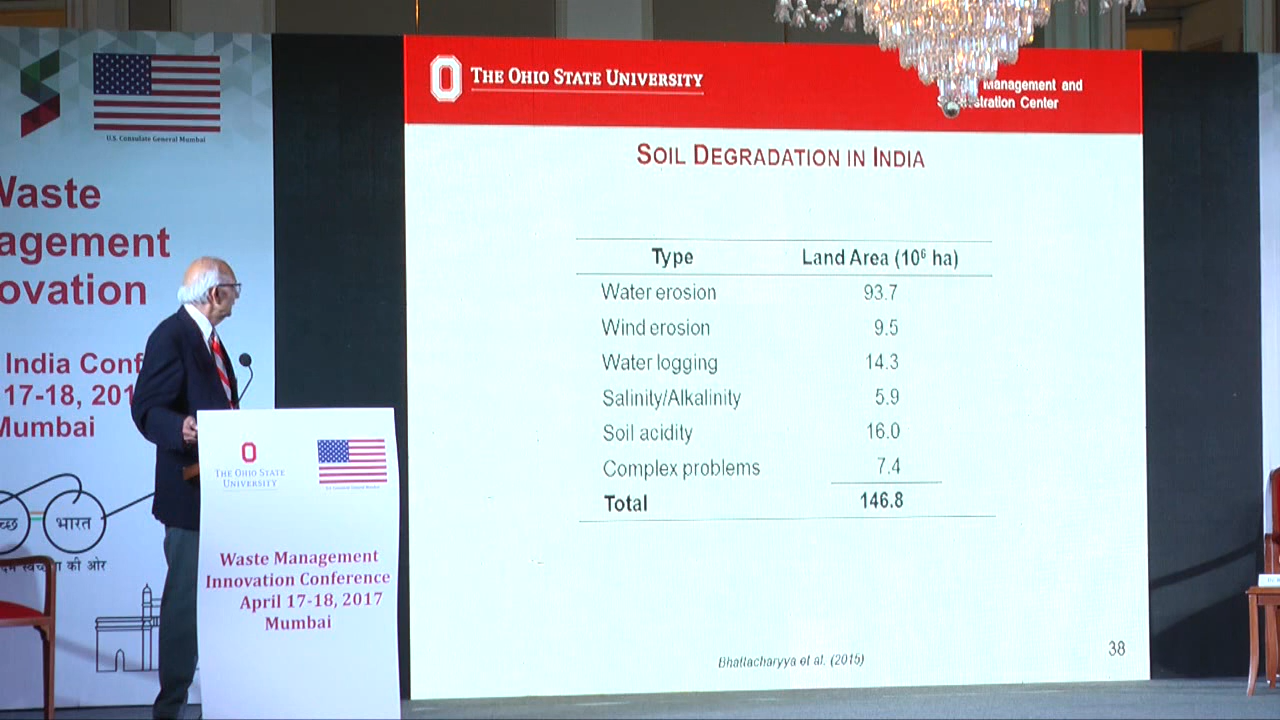 U.S. Consulate General Mumbai
Waste
agement
ovation
India Conf
17-18, 201
Mumbai
भारत
की ओर
THE OHIO STATE
UNIVERSITY
Waste Management
Innovation Conference
April 17-18, 2017
Mumbai
THE OHIO STATE UNIVERSITY
Management and
stration Center
SOIL DEGRADATION IN INDIA
Type Land Area (10⁶ ha)
Water erosion 93.7
Wind erosion 9.5
Water logging 14.3
Salinity/Alkalinity 5.9
Soil acidity 16.0
Complex problems 7.4
Total 146.8
Bhattacharyya et al. (2015)
38